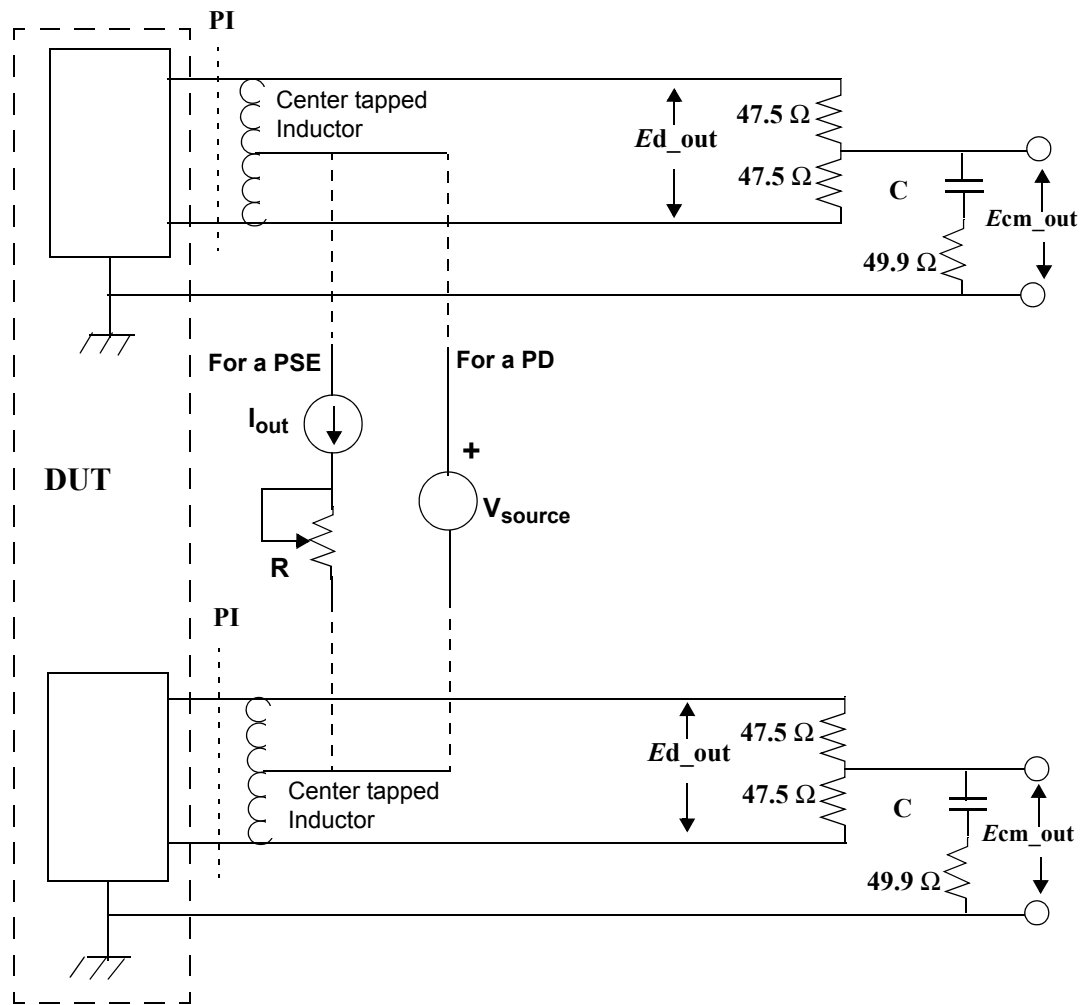 PI
Center tapped
Inductor
Ed_out
47.5 Ω
47.5 Ω
C
49.9 Ω
Ecm_out
For a PSE
For a PD
Iout
+
DUT
Vsource
R
PI
Center tapped
Inductor
Ed_out
47.5 Ω
47.5 Ω
C
49.9 Ω
Ecm_out